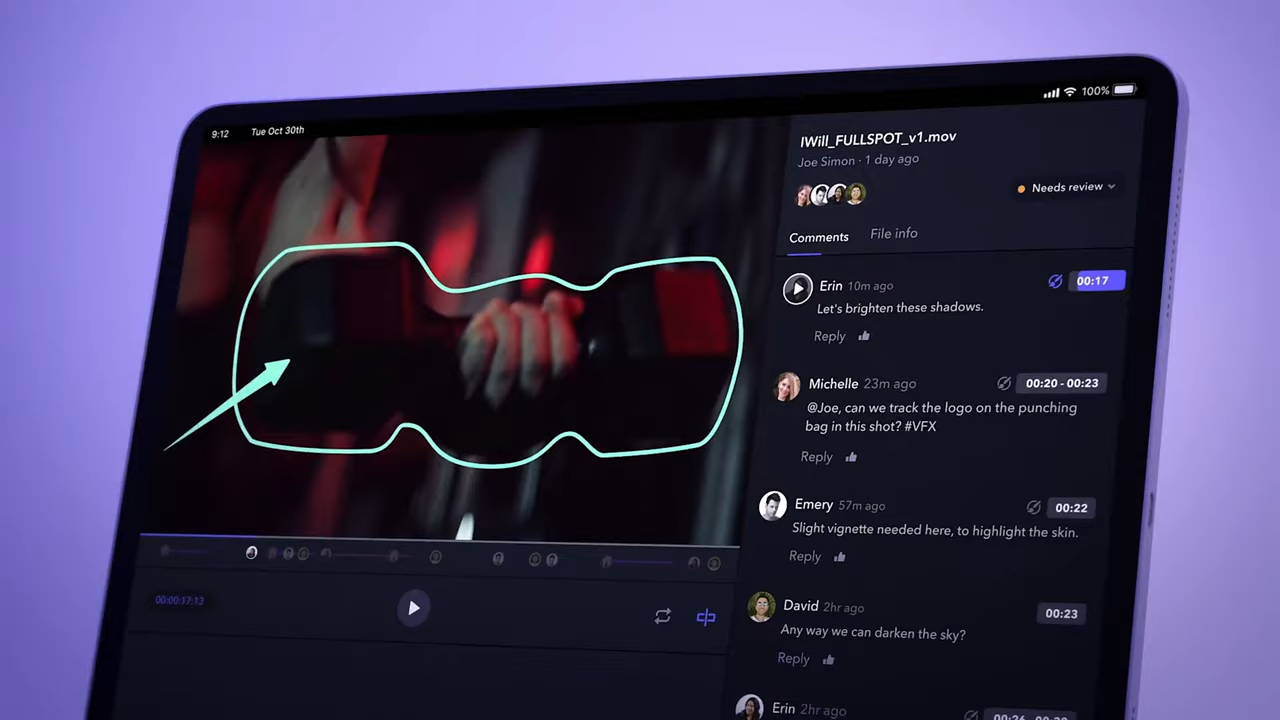 9:12 Tue Oct 30th
100%
IWill_FULLSPOT_v1.mov
Joe Simon · 1 day ago
Needs review
Comments File info
Erin 10m ago 00:17
Let's brighten these shadows.
Reply
Michelle 23m ago 00:20 - 00:23
@Joe, can we track the logo on the punching
bag in this shot? #VFX
Reply
Emery 57m ago 00:22
Slight vignette needed here, to highlight the skin.
Reply
David 2hr ago 00:23
Any way we can darken the sky?
Reply
Erin 2hr ago
00:00:17:13